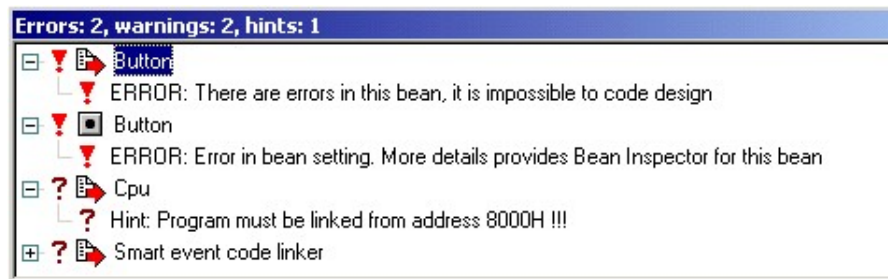 Errors: 2, warnings: 2, hints: 1
Button
ERROR: There are errors in this bean, it is impossible to code design
Button
ERROR: Error in bean setting. More details provides Bean Inspector for this bean
Cpu
Hint: Program must be linked from address 8000H !!!
Smart event code linker